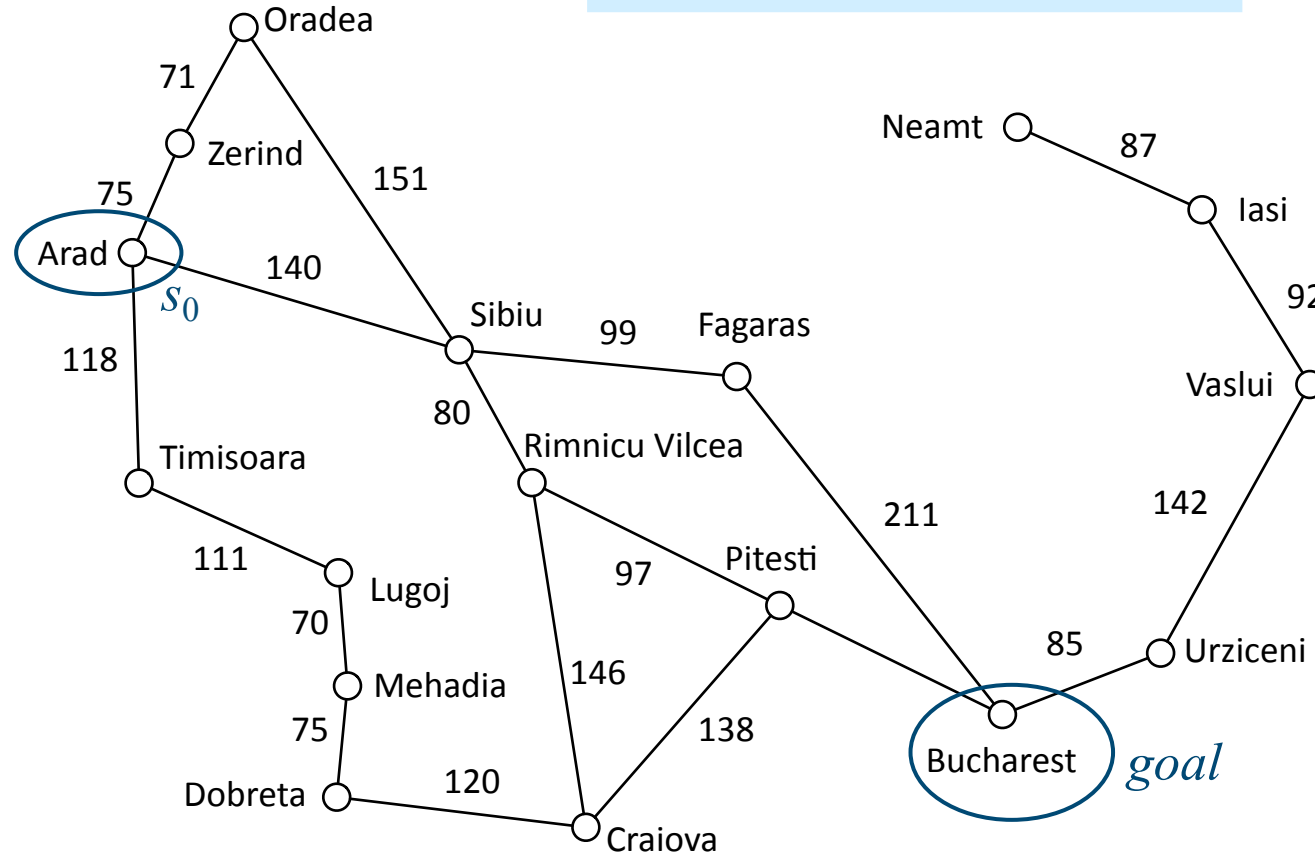 Oradea
71
Neamt
87
Zerind
151
75
Iasi
Arad
140
s0
92
Sibiu
Fagaras
99
118
Vaslui
80
Timisoara
Rimnicu Vilcea
142
211
111
Pitesti
97
Lugoj
70
85
Urziceni
146
Mehadia
75
138
Bucharest
goal
120
Dobreta
Craiova